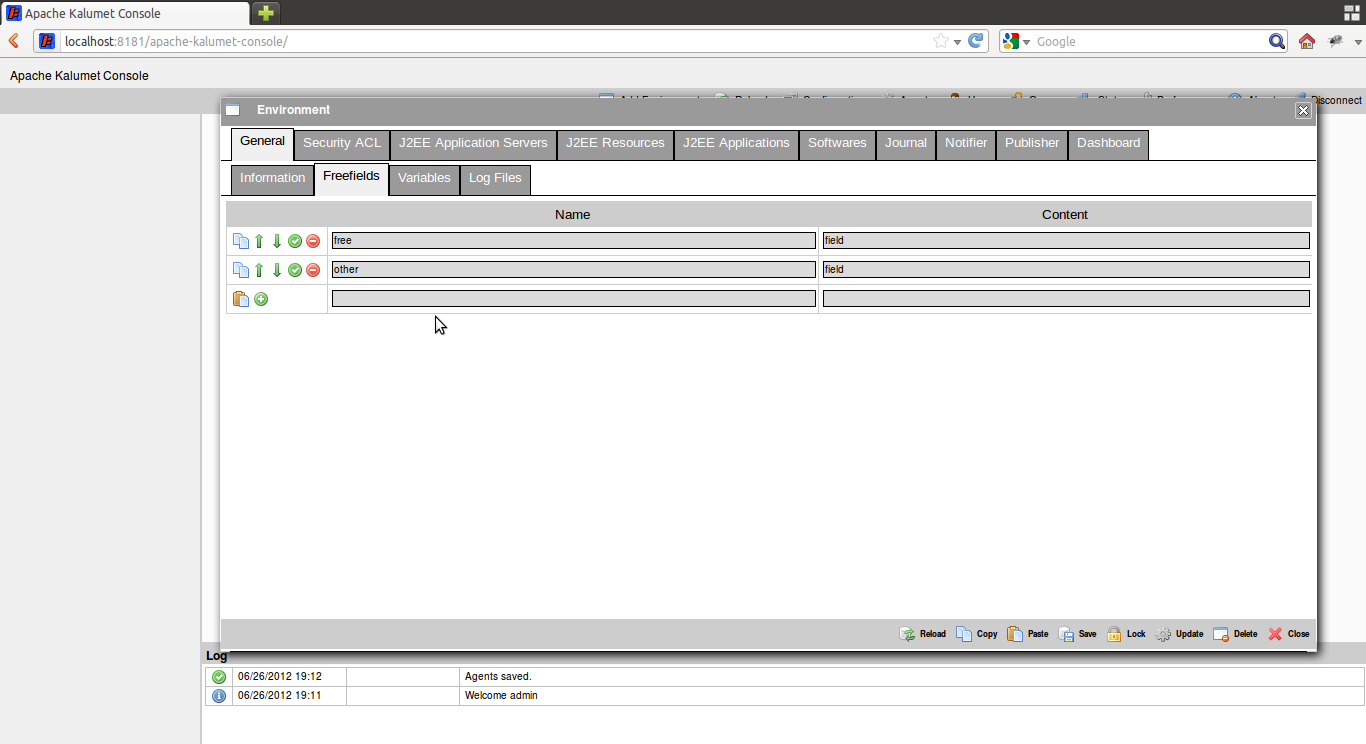 Apache Kalumet Console
localhost:8181/apache-kalumet-console/
Google
Apache Kalumet Console
Disconnect
Environment
General Security ACL J2EE Application Servers J2EE Resources J2EE Applications Softwares Journal Notifier Publisher Dashboard
Information Freefields Variables Log Files
Name Content
free field
other field
Reload Copy Paste Save Lock Update Delete Close
Log
06/26/2012 19:12 Agents saved.
06/26/2012 19:11 Welcome admin